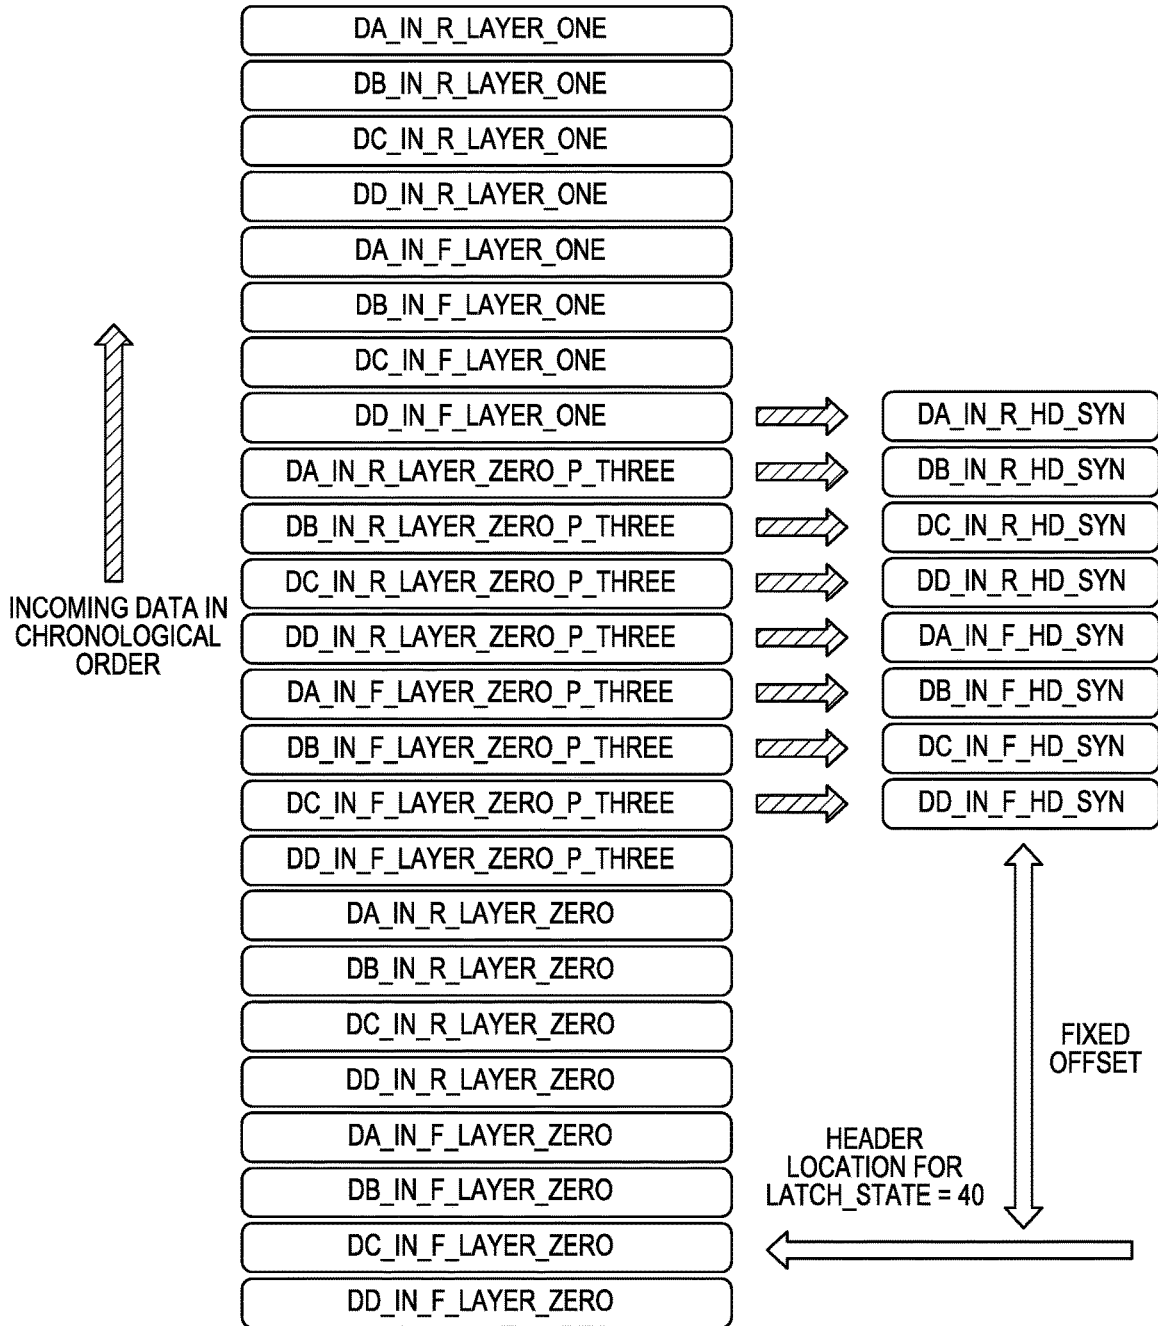 DA_IN_R_LAYER_ONE
DB_IN_R_LAYER_ONE
DC_IN_R_LAYER_ONE
DD_IN_R_LAYER_ONE
DA_IN_F_LAYER_ONE
DB_IN_F_LAYER_ONE
DC_IN_F_LAYER_ONE
DD_IN_F_LAYER_ONE
DA_IN_R_LAYER_ZERO_P_THREE
DB_IN_R_LAYER_ZERO_P_THREE
DC_IN_R_LAYER_ZERO_P_THREE
DD_IN_R_LAYER_ZERO_P_THREE
DA_IN_F_LAYER_ZERO_P_THREE
DB_IN_F_LAYER_ZERO_P_THREE
DC_IN_F_LAYER_ZERO_P_THREE
DD_IN_F_LAYER_ZERO_P_THREE
DA_IN_R_LAYER_ZERO
DB_IN_R_LAYER_ZERO
DC_IN_R_LAYER_ZERO
DD_IN_R_LAYER_ZERO
DA_IN_F_LAYER_ZERO
DB_IN_F_LAYER_ZERO
DC_IN_F_LAYER_ZERO
DD_IN_F_LAYER_ZERO
INCOMING DATA IN
CHRONOLOGICAL
ORDER
DA_IN_R_HD_SYN
DB_IN_R_HD_SYN
DC_IN_R_HD_SYN
DD_IN_R_HD_SYN
DA_IN_F_HD_SYN
DB_IN_F_HD_SYN
DC_IN_F_HD_SYN
DD_IN_F_HD_SYN
FIXED
OFFSET
HEADER
LOCATION FOR
LATCH_STATE = 40